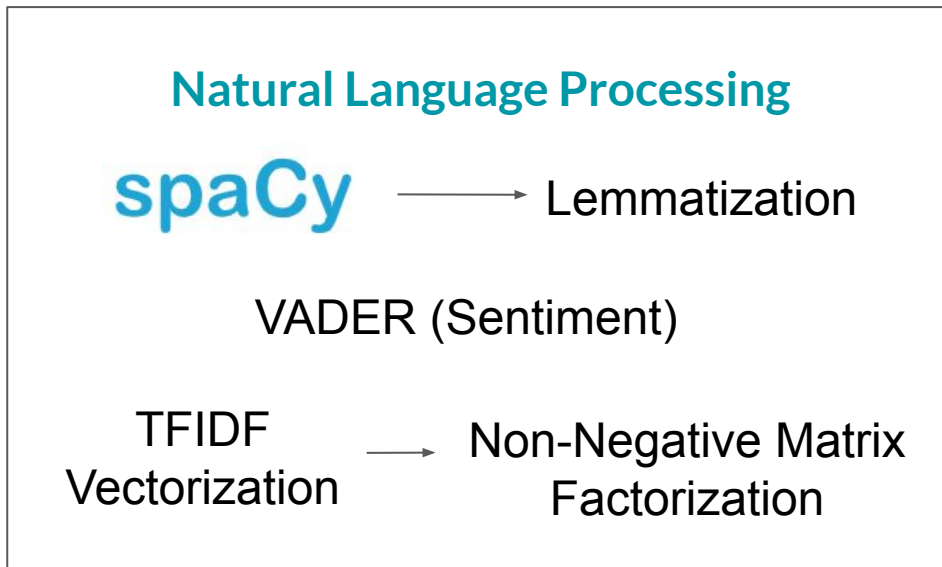 Natural Language Processing
spaCy Lemmatization
VADER (Sentiment)
TFIDF
Vectorization
Non-Negative Matrix
Factorization